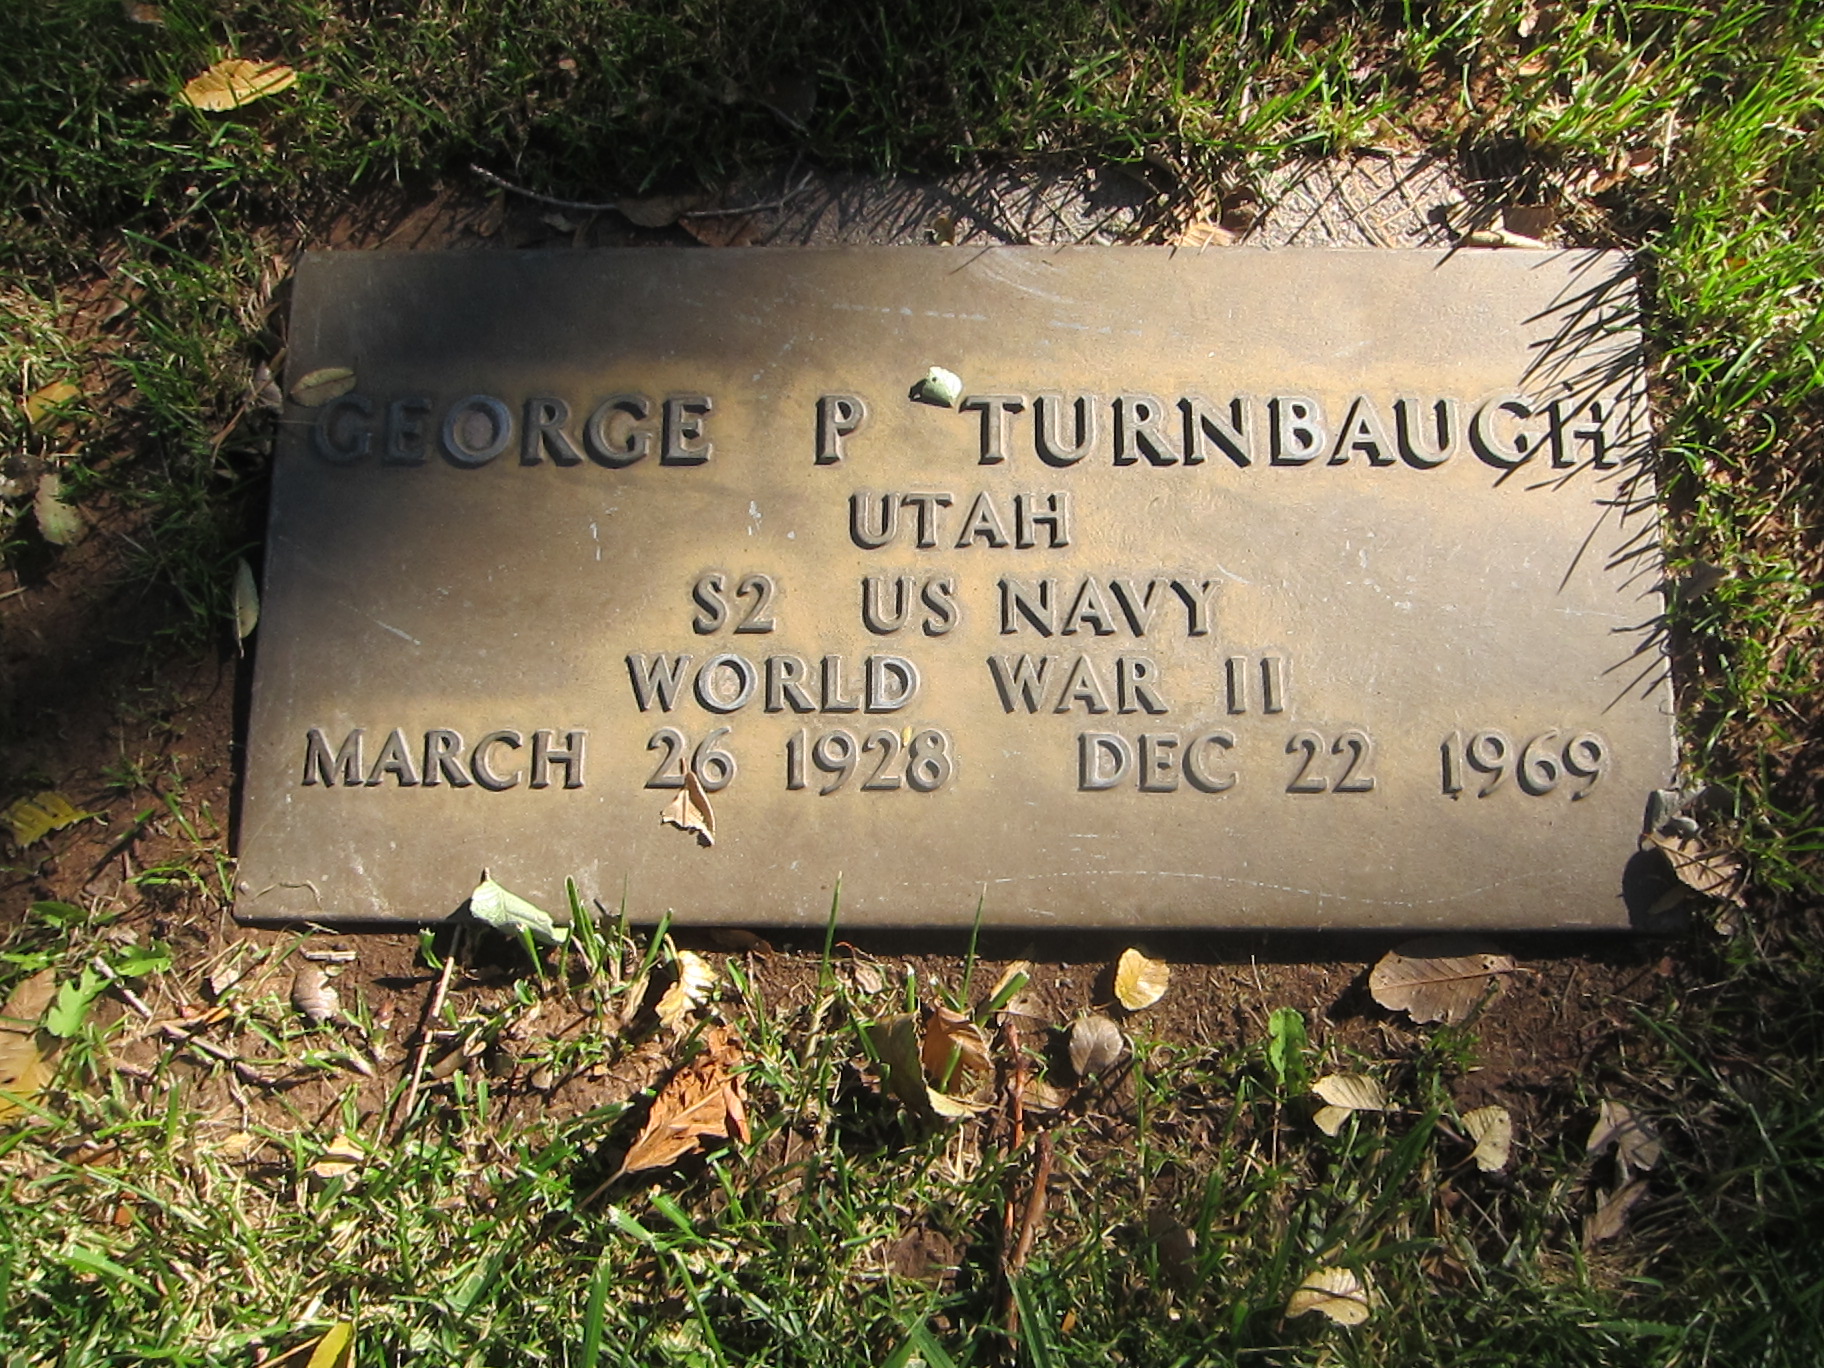 GEORGE P TURNBAUGH
UTAH
S2 US NAVY
WORLD WAR II
MARCH 26 1928 DEC 22 1969